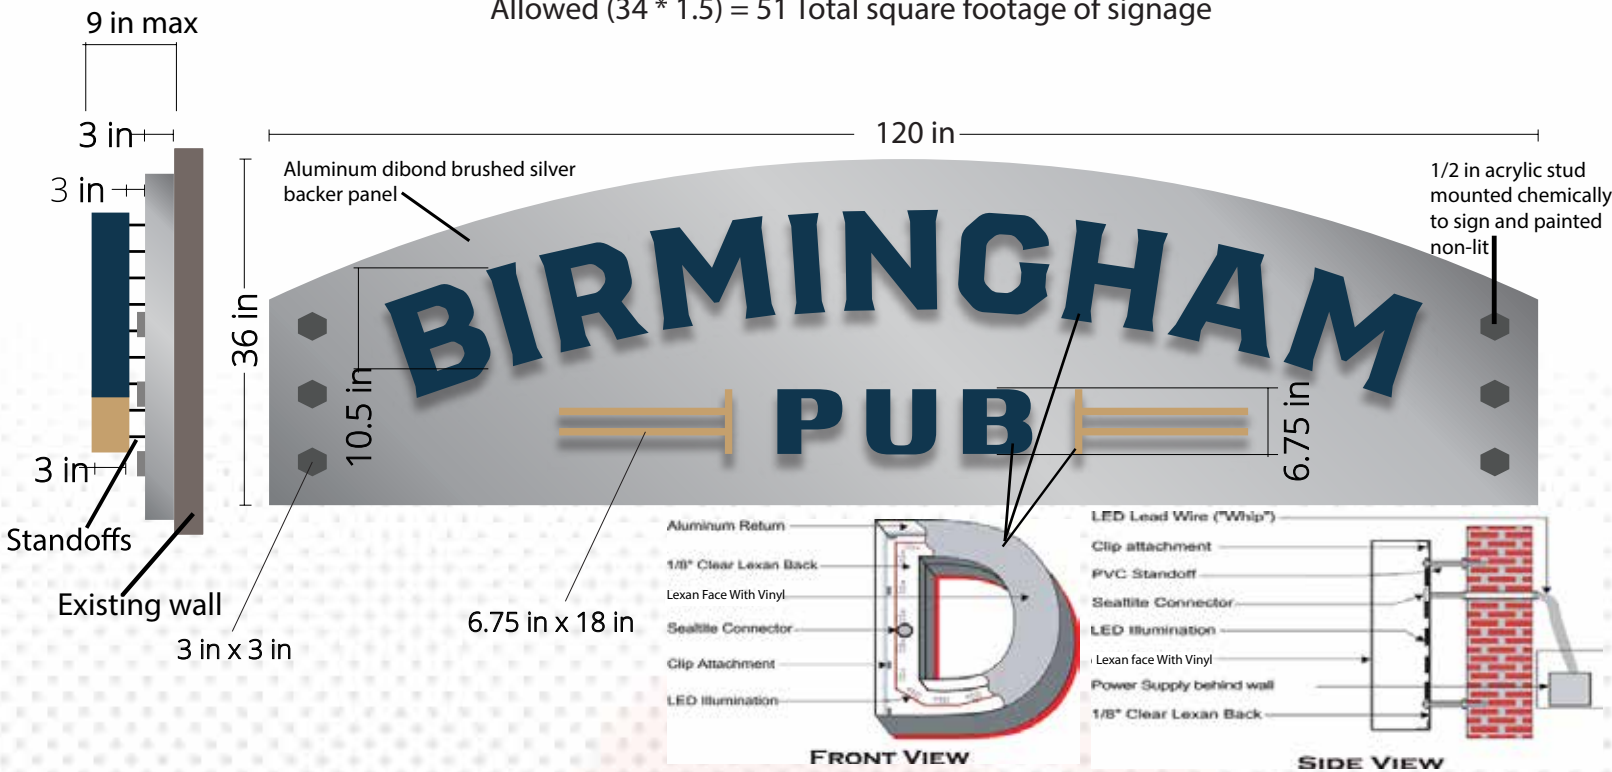 Allowed (34 * 1.5) = 51 Total square footage of signage
9 in max
3 in
120 in
3 in
Aluminum dibond brushed silver
backer panel
1/2 in acrylic stud
mounted chemically
to sign and painted
non-lit
BIRMINGHAM
PUB
36 in
10.5 in
6.75 in
3 in
Standoffs
Existing wall
3 in x 3 in
6.75 in x 18 in
Aluminum Return
1/8" Clear Lexan Back
Lexan Face With Vinyl
Sealtite Connector
Clip Attachment
LED Illumination
FRONT VIEW
LED Lead Wire ("Whip")
Clip attachment
PVC Standoff
Sealtite Connector
LED Illumination
Lexan face With Vinyl
Power Supply behind wall
1/8" Clear Lexan Back
SIDE VIEW